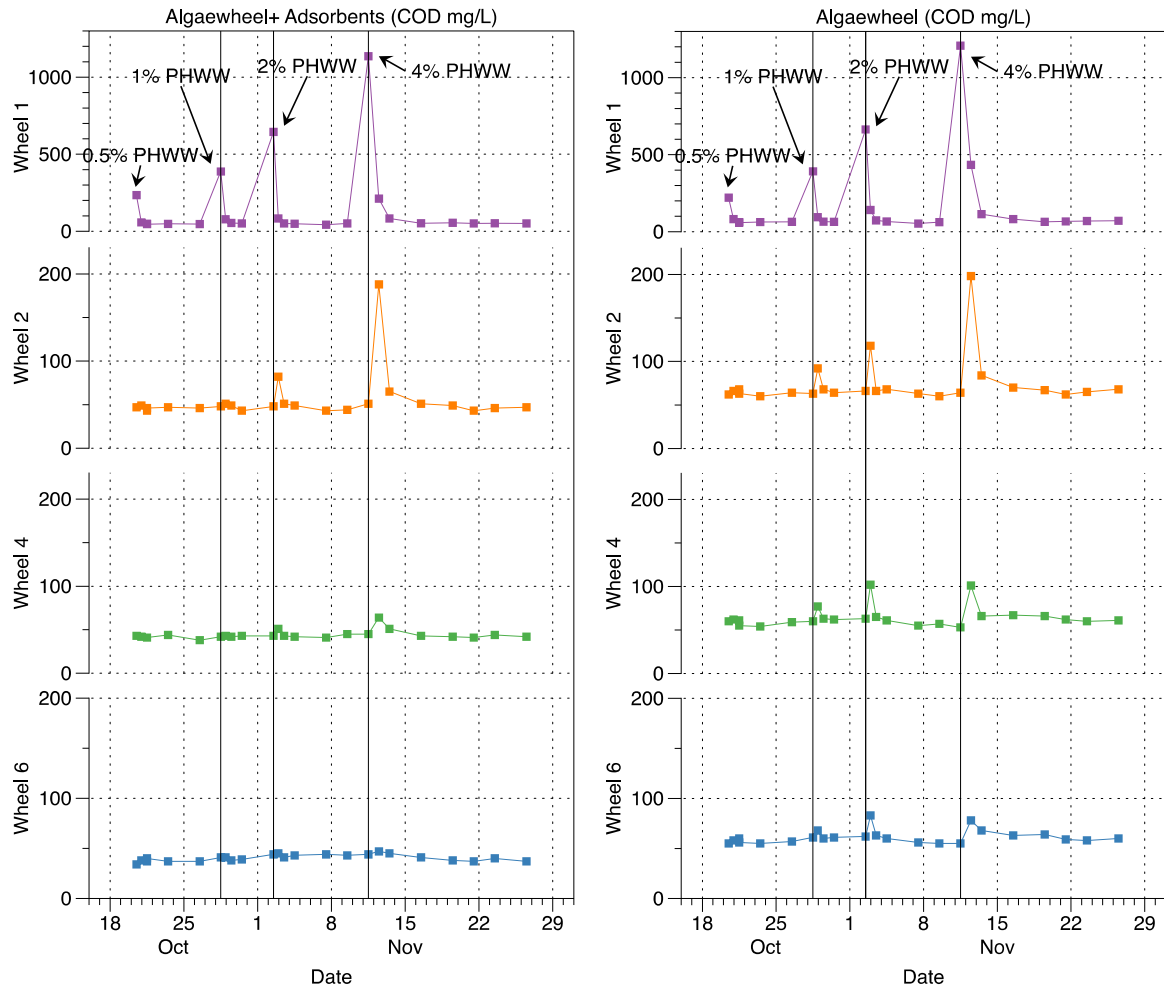 Algaewheel+ Adsorbents (COD mg/L)
Wheel 1
1000
500
0
0.5% PHWW
1% PHWW
2% PHWW
4% PHWW
Wheel 2
200
100
0
Wheel 4
200
100
0
Wheel 6
200
100
0
18 25 1 8 15 22 29
Oct Nov
Date
Algaewheel (COD mg/L)
Wheel 1
1000
500
0
0.5% PHWW
1% PHWW
2% PHWW
4% PHWW
Wheel 2
200
100
0
Wheel 4
200
100
0
Wheel 6
200
100
0
18 25 1 8 15 22 29
Oct Nov
Date